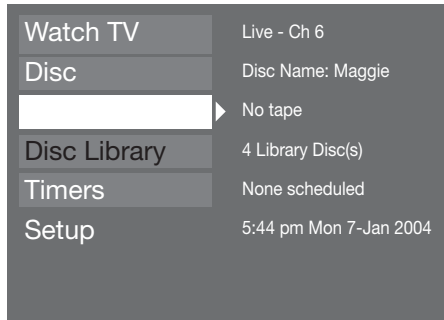 Watch TV Live - Ch 6
Disc Disc Name: Maggie
No tape
Disc Library 4 Library Disc(s)
Timers None scheduled
Setup 5:44 pm Mon 7-Jan 2004